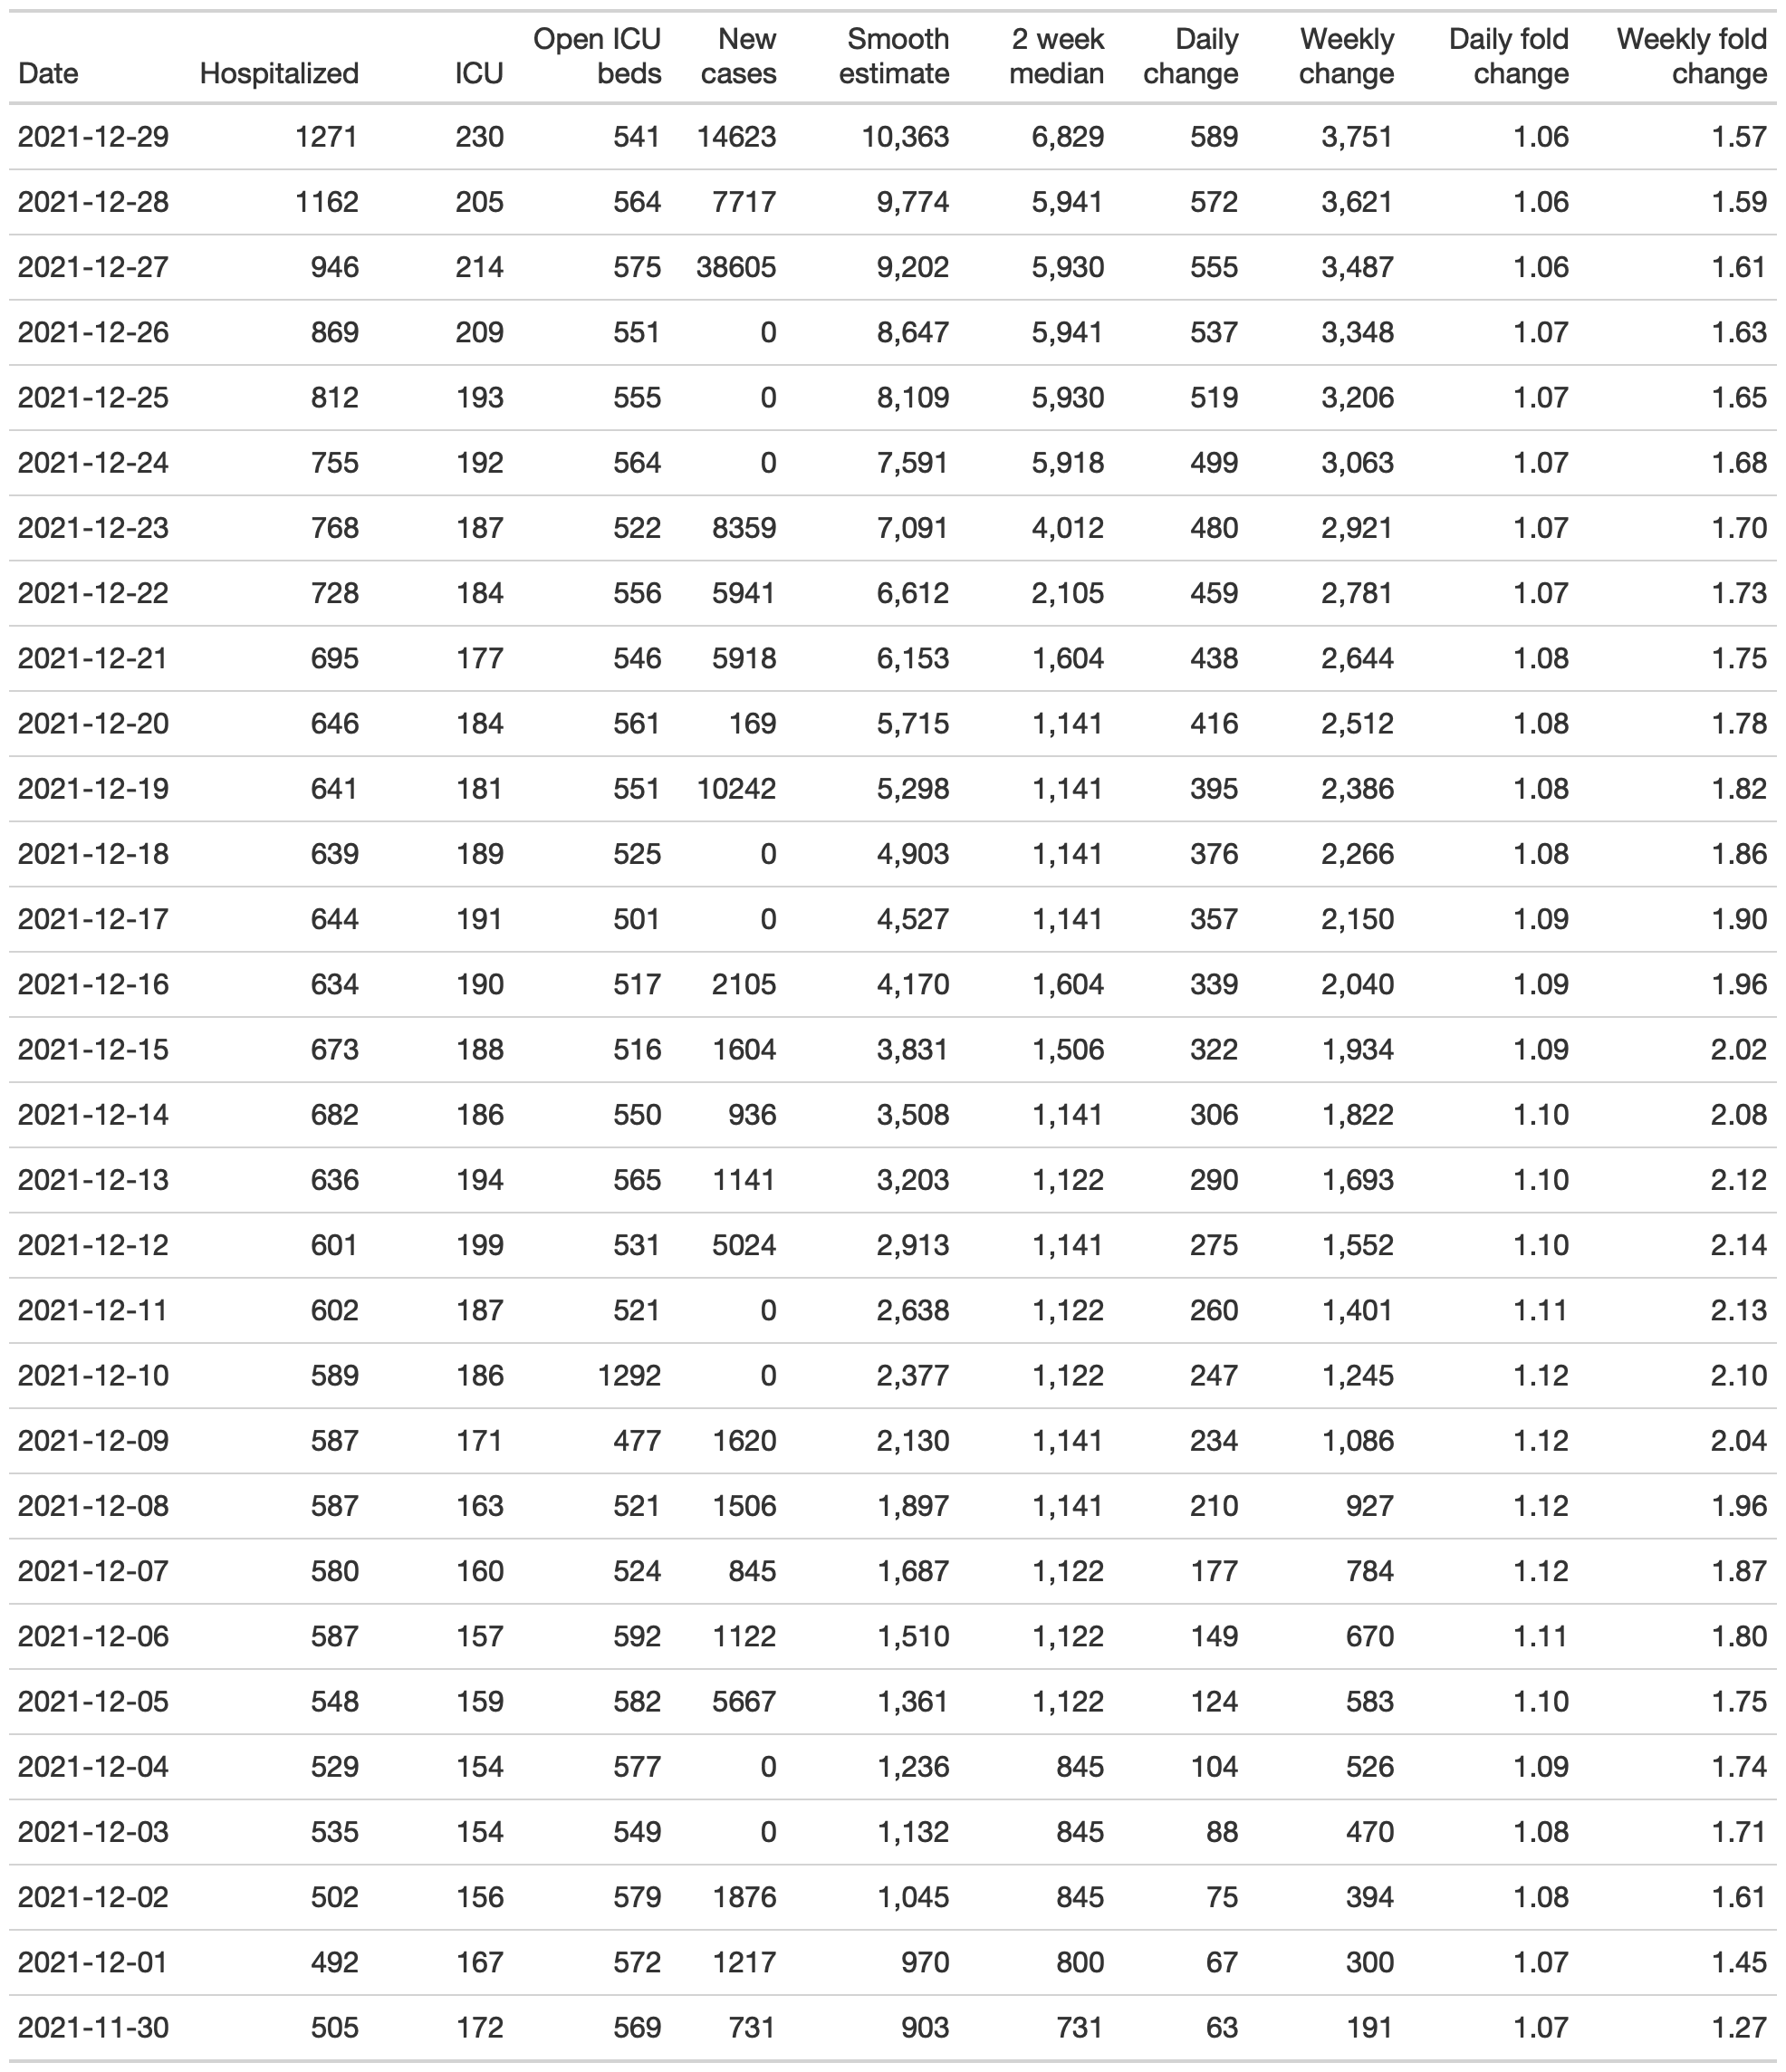 Date Hospitalized ICU Open ICU beds New cases Smooth estimate 2 week median Daily change Weekly change Daily fold change Weekly fold change
2021-12-29 1271 230 541 14623 10,363 6,829 589 3,751 1.06 1.57
2021-12-28 1162 205 564 7717 9,774 5,941 572 3,621 1.06 1.59
2021-12-27 946 214 575 38605 9,202 5,930 555 3,487 1.06 1.61
2021-12-26 869 209 551 0 8,647 5,941 537 3,348 1.07 1.63
2021-12-25 812 193 555 0 8,109 5,930 519 3,206 1.07 1.65
2021-12-24 755 192 564 0 7,591 5,918 499 3,063 1.07 1.68
2021-12-23 768 187 522 8359 7,091 4,012 480 2,921 1.07 1.70
2021-12-22 728 184 556 5941 6,612 2,105 459 2,781 1.07 1.73
2021-12-21 695 177 546 5918 6,153 1,604 438 2,644 1.08 1.75
2021-12-20 646 184 561 169 5,715 1,141 416 2,512 1.08 1.78
2021-12-19 641 181 551 10242 5,298 1,141 395 2,386 1.08 1.82
2021-12-18 639 189 525 0 4,903 1,141 376 2,266 1.08 1.86
2021-12-17 644 191 501 0 4,527 1,141 357 2,150 1.09 1.90
2021-12-16 634 190 517 2105 4,170 1,604 339 2,040 1.09 1.96
2021-12-15 673 188 516 1604 3,831 1,506 322 1,934 1.09 2.02
2021-12-14 682 186 550 936 3,508 1,141 306 1,822 1.10 2.08
2021-12-13 636 194 565 1141 3,203 1,122 290 1,693 1.10 2.12
2021-12-12 601 199 531 5024 2,913 1,141 275 1,552 1.10 2.14
2021-12-11 602 187 521 0 2,638 1,122 260 1,401 1.11 2.13
2021-12-10 589 186 1292 0 2,377 1,122 247 1,245 1.12 2.10
2021-12-09 587 171 477 1620 2,130 1,141 234 1,086 1.12 2.04
2021-12-08 587 163 521 1506 1,897 1,141 210 927 1.12 1.96
2021-12-07 580 160 524 845 1,687 1,122 177 784 1.12 1.87
2021-12-06 587 157 592 1122 1,510 1,122 149 670 1.11 1.80
2021-12-05 548 159 582 5667 1,361 1,122 124 583 1.10 1.75
2021-12-04 529 154 577 0 1,236 845 104 526 1.09 1.74
2021-12-03 535 154 549 0 1,132 845 88 470 1.08 1.71
2021-12-02 502 156 579 1876 1,045 845 75 394 1.08 1.61
2021-12-01 492 167 572 1217 970 800 67 300 1.07 1.45
2021-11-30 505 172 569 731 903 731 63 191 1.07 1.27